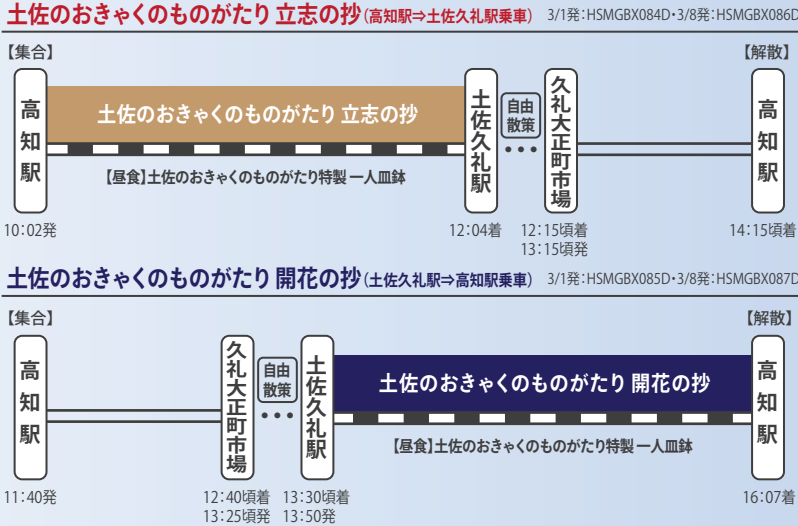 土佐のおきゃくのものがたり 立志の抄(高知駅⇒土佐久礼駅乗車) 3/1発:HSMGBX084D・3/8発:HSMGBX086D
【集合】
【解散】
高知駅
土佐のおきゃくのものがたり 立志の抄
土佐久礼駅
自由散策
久礼大正町市場
高知駅
【昼食】土佐のおきゃくのものがたり特製 一人皿鉢
10:02発
12:04着
12:15頃着
13:15発
14:15頃着
土佐のおきゃくのものがたり 開花の抄(土佐久礼駅⇒高知駅乗車) 3/1発:HSMGBX085D・3/8発:HSMGBX087D
【集合】
【解散】
高知駅
久礼大正町市場
自由散策
土佐久礼駅
土佐のおきゃくのものがたり 開花の抄
高知駅
【昼食】土佐のおきゃくのものがたり特製 一人皿鉢
11:40発
12:40頃着
13:25頃発
13:30頃着
13:50発
16:07着